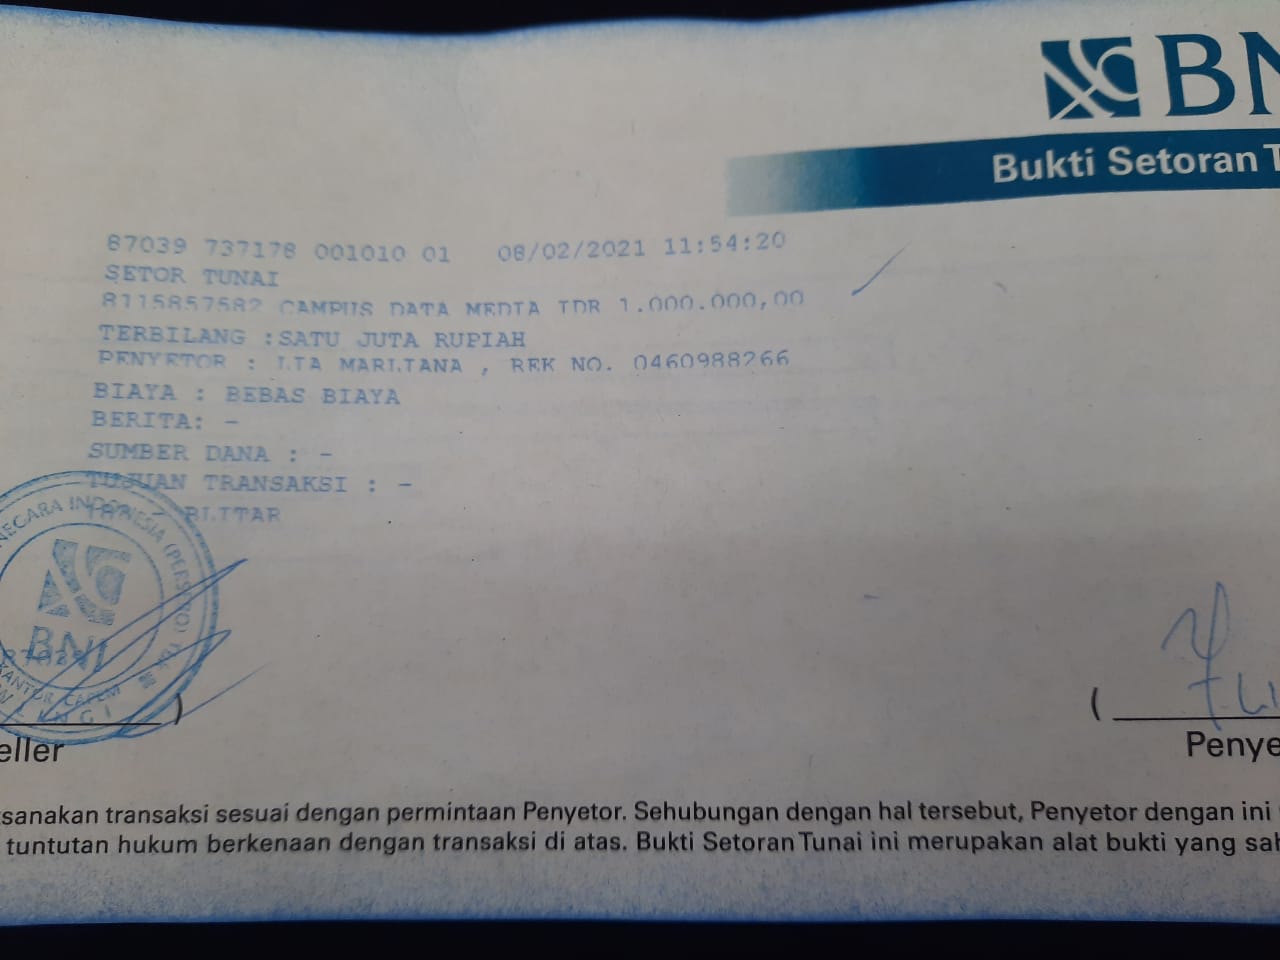 BN
Bukti Setoran T
87039 737178 001010 01 08/02/2021 11:54:20
SETOR TUNAI
8115857582 CAMPUS DATA MEDIA IDR 1.000.000,00
TERBILANG :SATU JUTA RUPIAH
PENYETOR : LIA MARLIANA , REK NO. 0460988266
BIAYA : BEBAS BIAYA
BERITA: -
SUMBER DANA : -
TUJUAN TRANSAKSI : -
BLITAR
NEGARA INDONESIA (PERSERO) Tbk
BNI
KANTOR CAPEM
WLINGI
)
(
eller
Penye
sanakan transaksi sesuai dengan permintaan Penyetor. Sehubungan dengan hal tersebut, Penyetor dengan ini
tuntutan hukum berkenaan dengan transaksi di atas. Bukti Setoran Tunai ini merupakan alat bukti yang sah